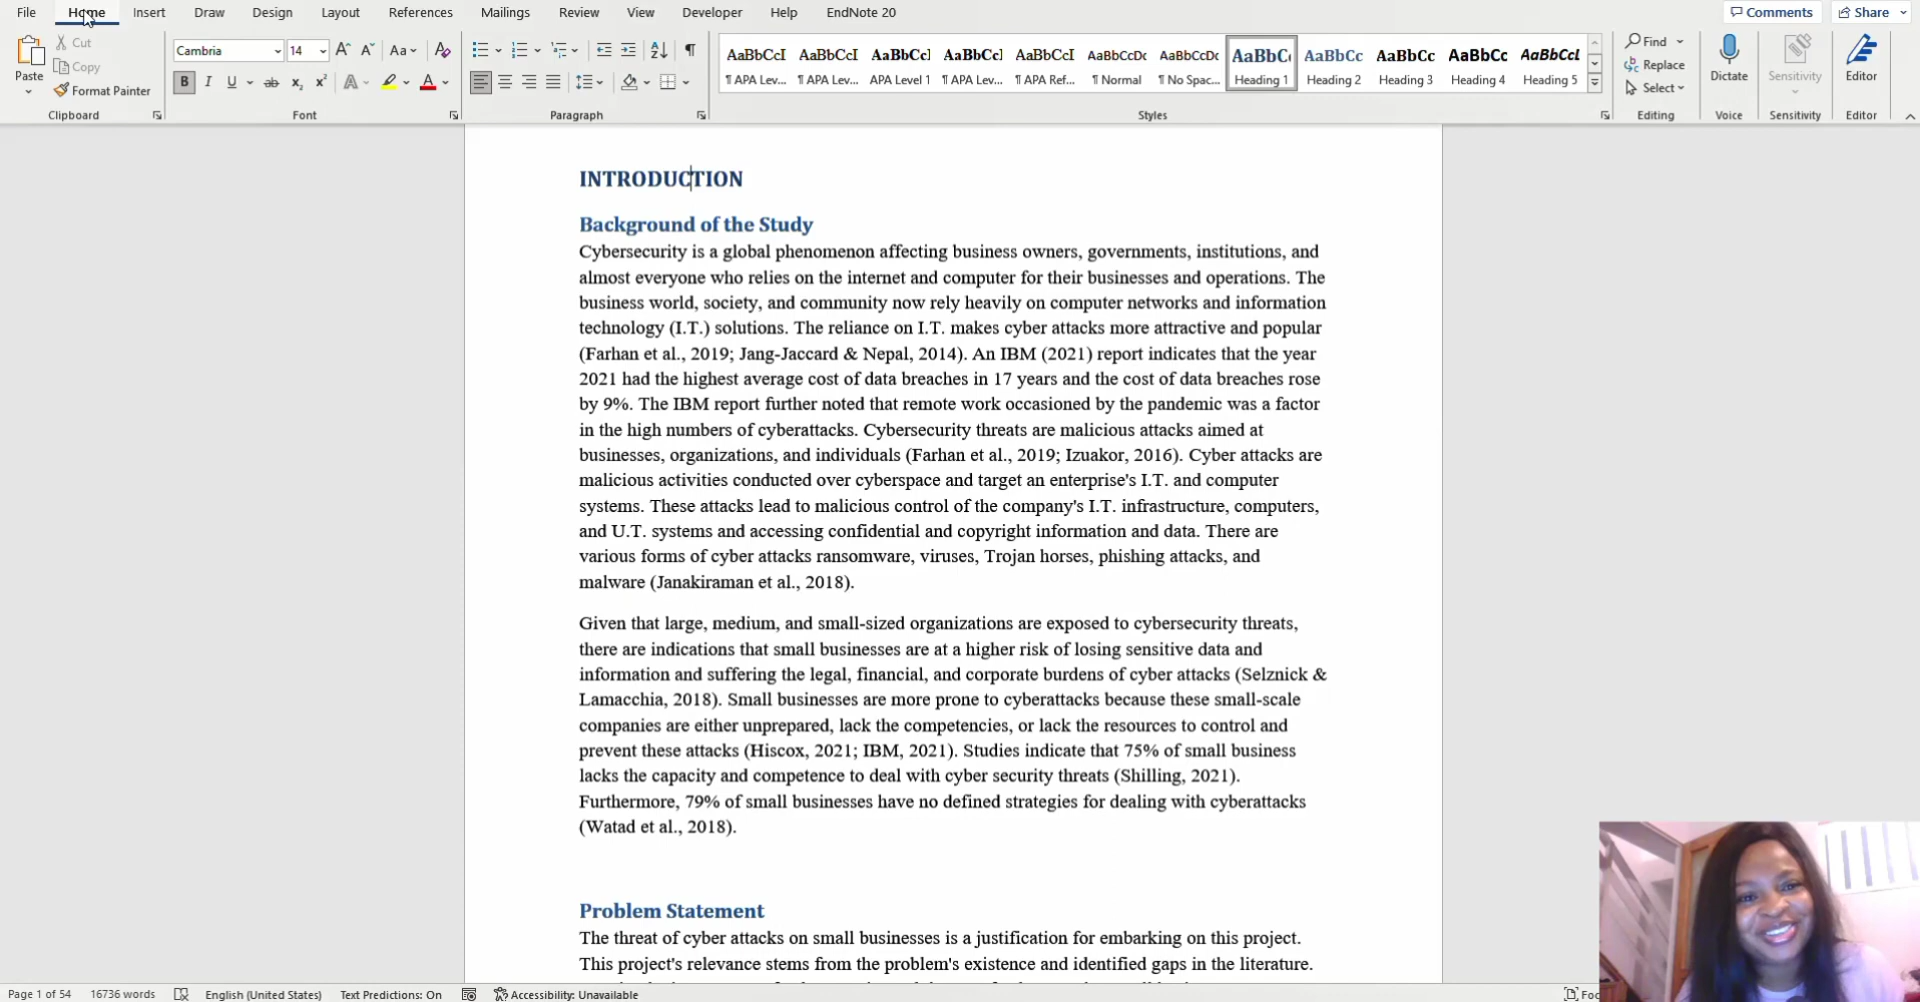 File Home Insert Draw Design Layout References Mailings Review View Developer Help EndNote 20 Comments Share
Paste Cut Copy Format Painter Clipboard
Cambria 14 Aa Font
Paragraph
AaBbCcI AaBbCcI AaBbCcI AaBbCcI AaBbCcI AaBbCcDc AaBbCcDc AaBbC AaBbCc AaBbCc AaBbCc AaBbCcL
¶ APA Lev... ¶ APA Lev... APA Level 1 ¶ APA Lev... ¶ APA Ref... ¶ Normal ¶ No Spac... Heading 1 Heading 2 Heading 3 Heading 4 Heading 5
Styles
Find Replace Select Editing
Dictate Voice
Sensitivity Sensitivity
Editor Editor
INTRODUCTION
Background of the Study
Cybersecurity is a global phenomenon affecting business owners, governments, institutions, and
almost everyone who relies on the internet and computer for their businesses and operations. The
business world, society, and community now rely heavily on computer networks and information
technology (I.T.) solutions. The reliance on I.T. makes cyber attacks more attractive and popular
(Farhan et al., 2019; Jang-Jaccard & Nepal, 2014). An IBM (2021) report indicates that the year
2021 had the highest average cost of data breaches in 17 years and the cost of data breaches rose
by 9%. The IBM report further noted that remote work occasioned by the pandemic was a factor
in the high numbers of cyberattacks. Cybersecurity threats are malicious attacks aimed at
businesses, organizations, and individuals (Farhan et al., 2019; Izuakor, 2016). Cyber attacks are
malicious activities conducted over cyberspace and target an enterprise's I.T. and computer
systems. These attacks lead to malicious control of the company's I.T. infrastructure, computers,
and U.T. systems and accessing confidential and copyright information and data. There are
various forms of cyber attacks ransomware, viruses, Trojan horses, phishing attacks, and
malware (Janakiraman et al., 2018).
Given that large, medium, and small-sized organizations are exposed to cybersecurity threats,
there are indications that small businesses are at a higher risk of losing sensitive data and
information and suffering the legal, financial, and corporate burdens of cyber attacks (Selznick &
Lamacchia, 2018). Small businesses are more prone to cyberattacks because these small-scale
companies are either unprepared, lack the competencies, or lack the resources to control and
prevent these attacks (Hiscox, 2021; IBM, 2021). Studies indicate that 75% of small business
lacks the capacity and competence to deal with cyber security threats (Shilling, 2021).
Furthermore, 79% of small businesses have no defined strategies for dealing with cyberattacks
(Watad et al., 2018).
Problem Statement
The threat of cyber attacks on small businesses is a justification for embarking on this project.
This project's relevance stems from the problem's existence and identified gaps in the literature.
Page 1 of 54 16736 words English (United States) Text Predictions: On Accessibility: Unavailable